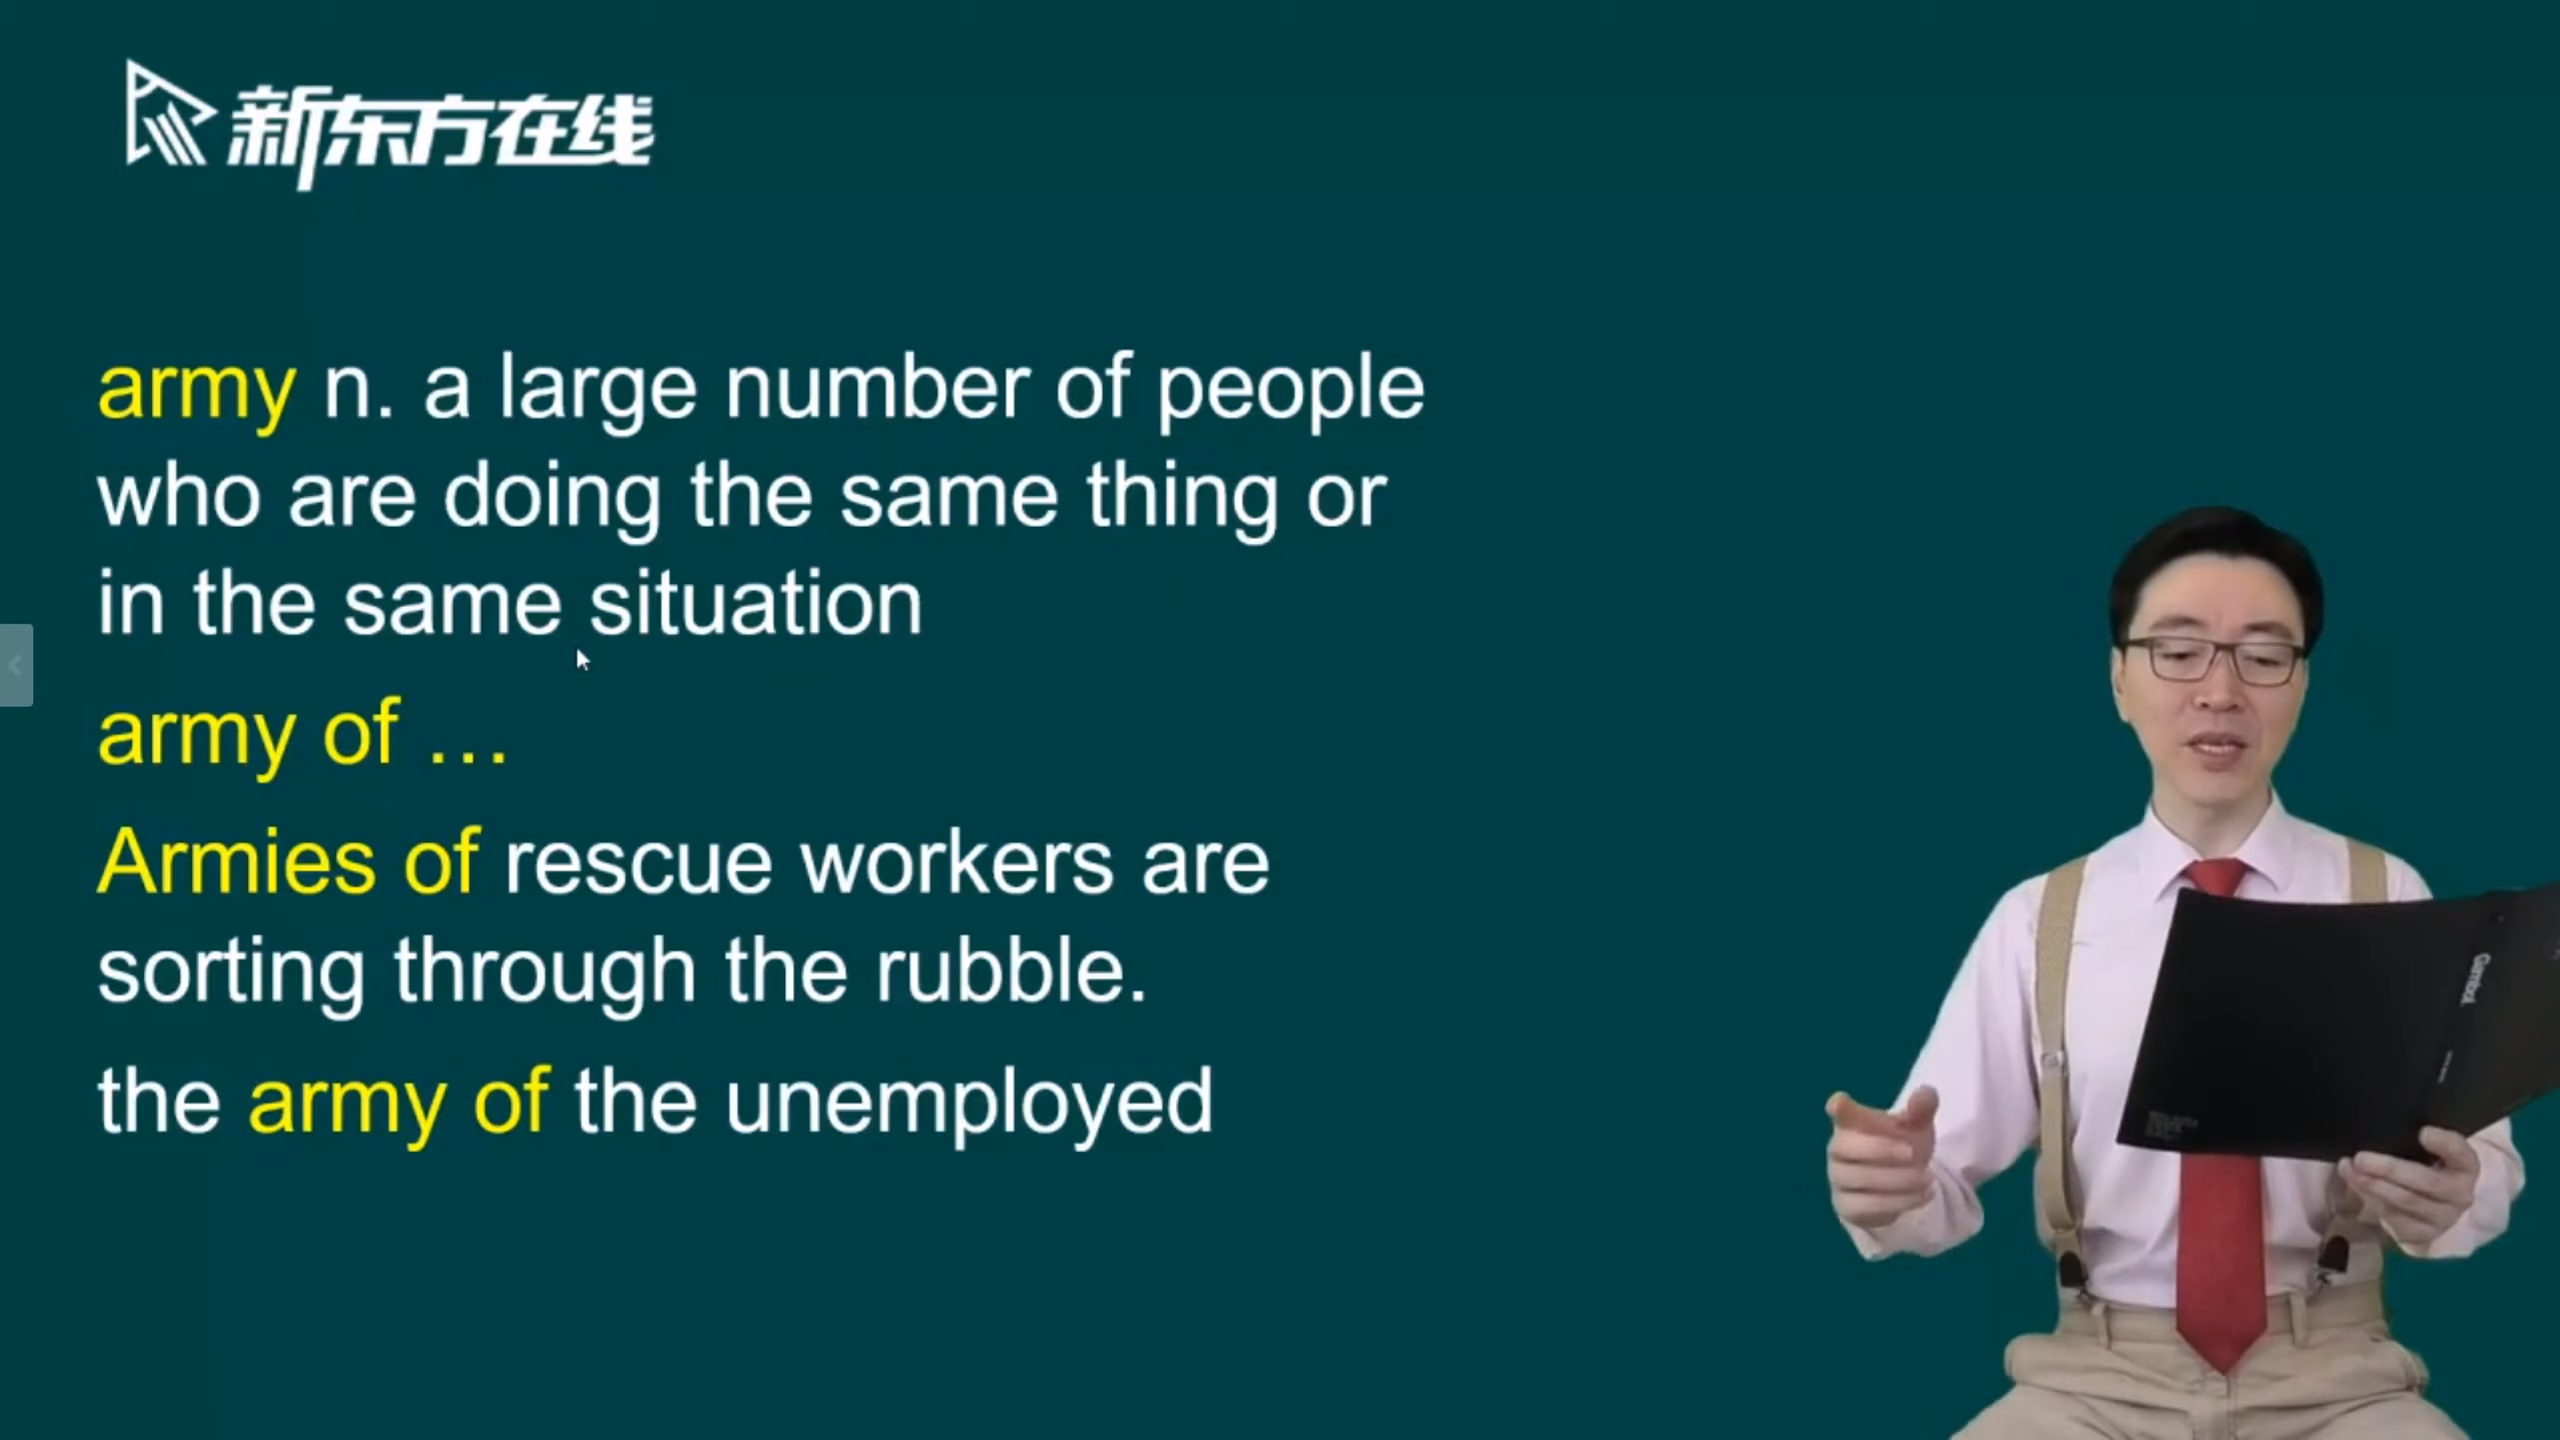 新东方在线
army n. a large number of people
who are doing the same thing or
in the same situation
army of …
Armies of rescue workers are
sorting through the rubble.
the army of the unemployed
Gambol